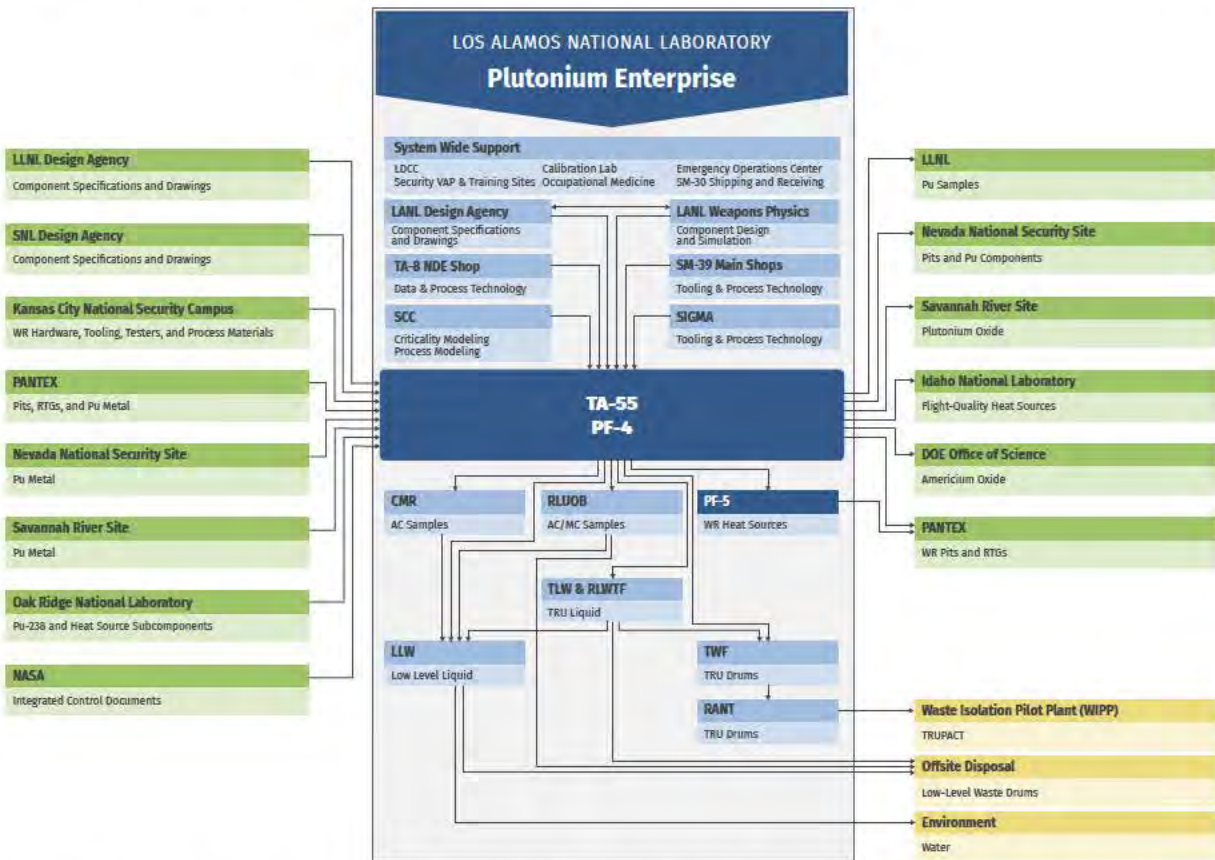 LOS ALAMOS NATIONAL LABORATORY
Plutonium Enterprise
System Wide Support
LDCC
Security VAP & Training Sites
Calibration Lab
Occupational Medicine
Emergency Operations Center
SM-30 Shipping and Receiving
LANL Design Agency
Component Specifications
and Drawings
LANL Weapons Physics
Component Design
and Simulation
TA-8 NDE Shop
Data & Process Technology
SM-39 Main Shops
Tooling & Process Technology
SCC
Criticality Modeling
Process Modeling
SIGMA
Tooling & Process Technology
LLNL Design Agency
Component Specifications and Drawings
SNL Design Agency
Component Specifications and Drawings
Kansas City National Security Campus
WR Hardware, Tooling, Testers, and Process Materials
PANTEX
Pits, RTGs, and Pu Metal
Nevada National Security Site
Pu Metal
Savannah River Site
Pu Metal
Oak Ridge National Laboratory
Pu-238 and Heat Source Subcomponents
NASA
Integrated Control Documents
TA-55
PF-4
CMR
AC Samples
RLUOB
AC/MC Samples
PF-5
WR Heat Sources
TLW & RLWTF
TRU Liquid
LLW
Low Level Liquid
TWF
TRU Drums
RANT
TRU Drums
LLNL
Pu Samples
Nevada National Security Site
Pits and Pu Components
Savannah River Site
Plutonium Oxide
Idaho National Laboratory
Flight-Quality Heat Sources
DOE Office of Science
Americium Oxide
PANTEX
WR Pits and RTGs
Waste Isolation Pilot Plant (WIPP)
TRUPACT
Offsite Disposal
Low-Level Waste Drums
Environment
Water